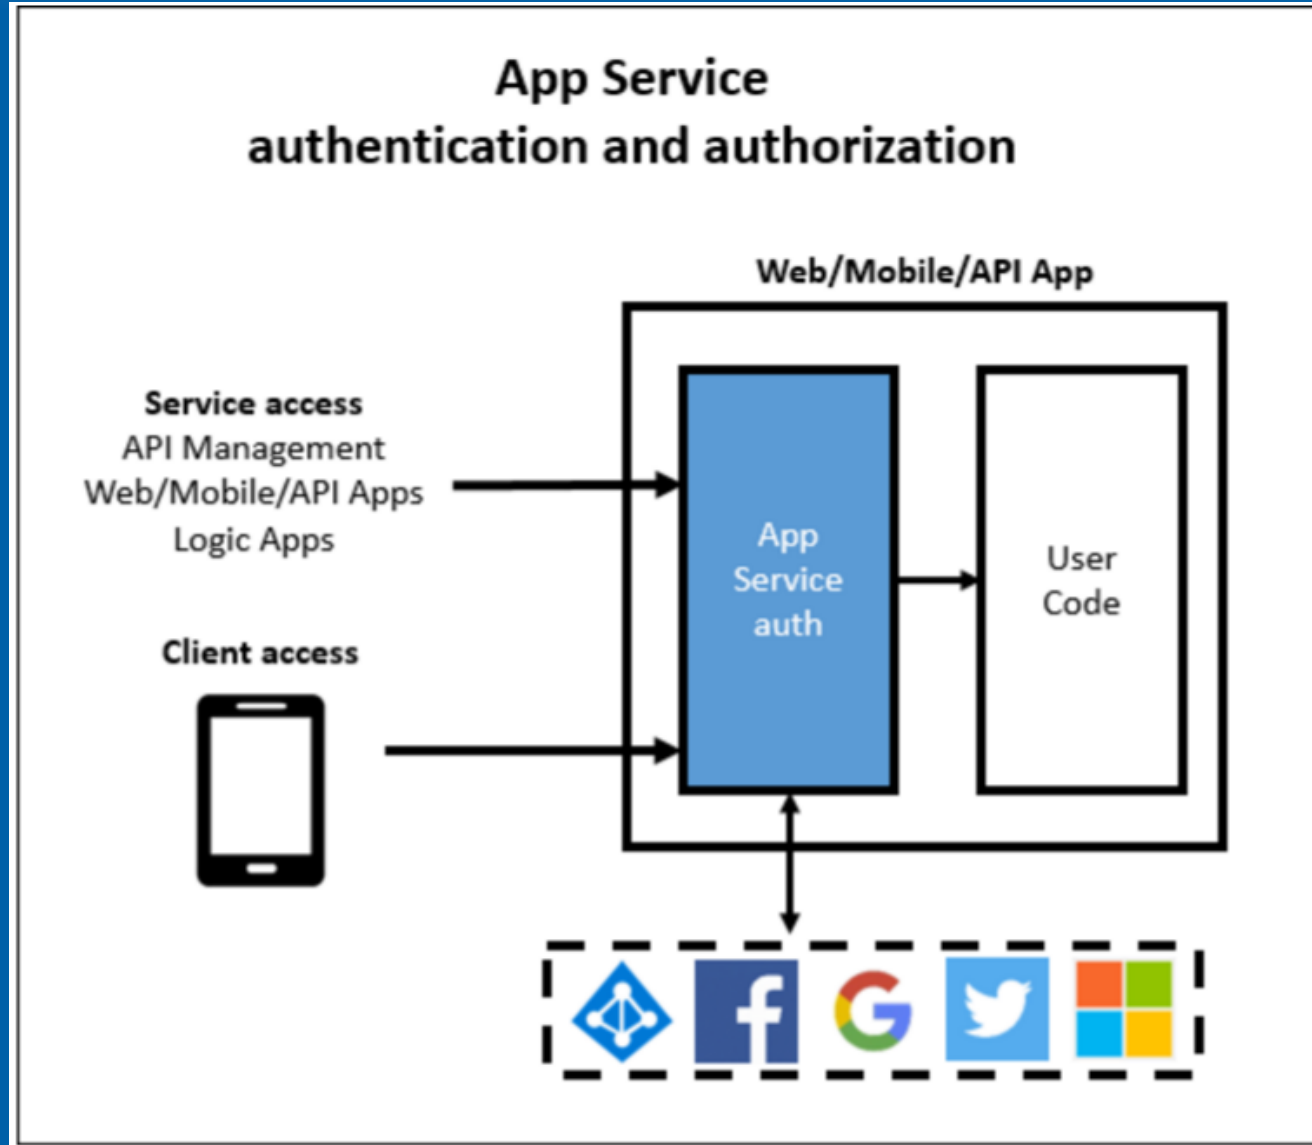 App Service
authentication and authorization
Web/Mobile/API App
Service access
API Management
Web/Mobile/API Apps
Logic Apps
Client access
App
Service
auth
User
Code